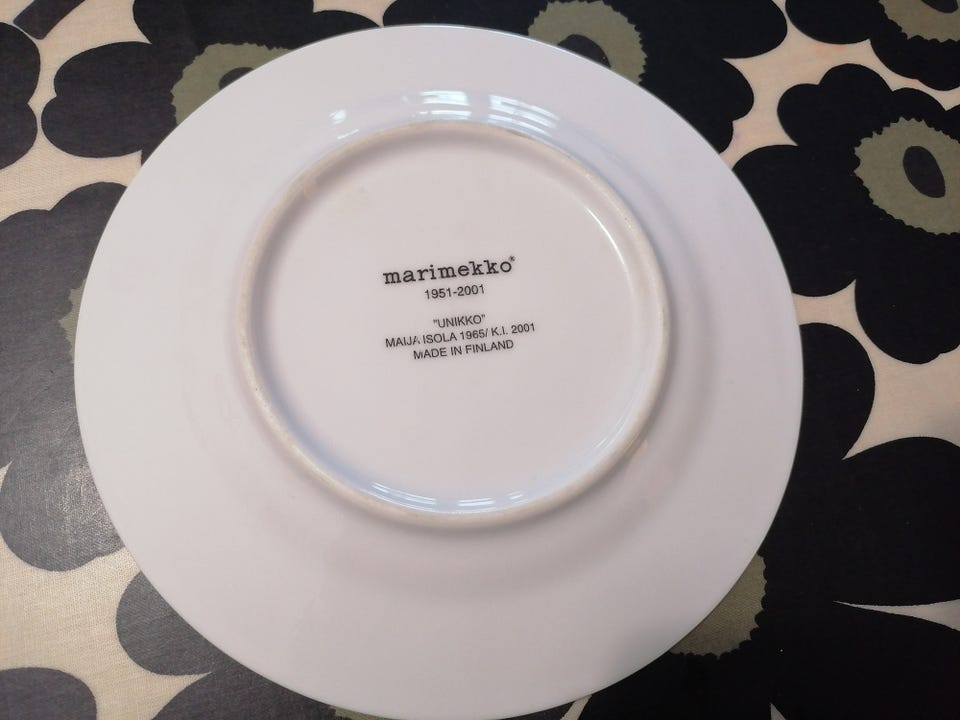 marimekko®
1951-2001
"UNIKKO"
MAIJA ISOLA 1965/ K.I. 2001
MADE IN FINLAND